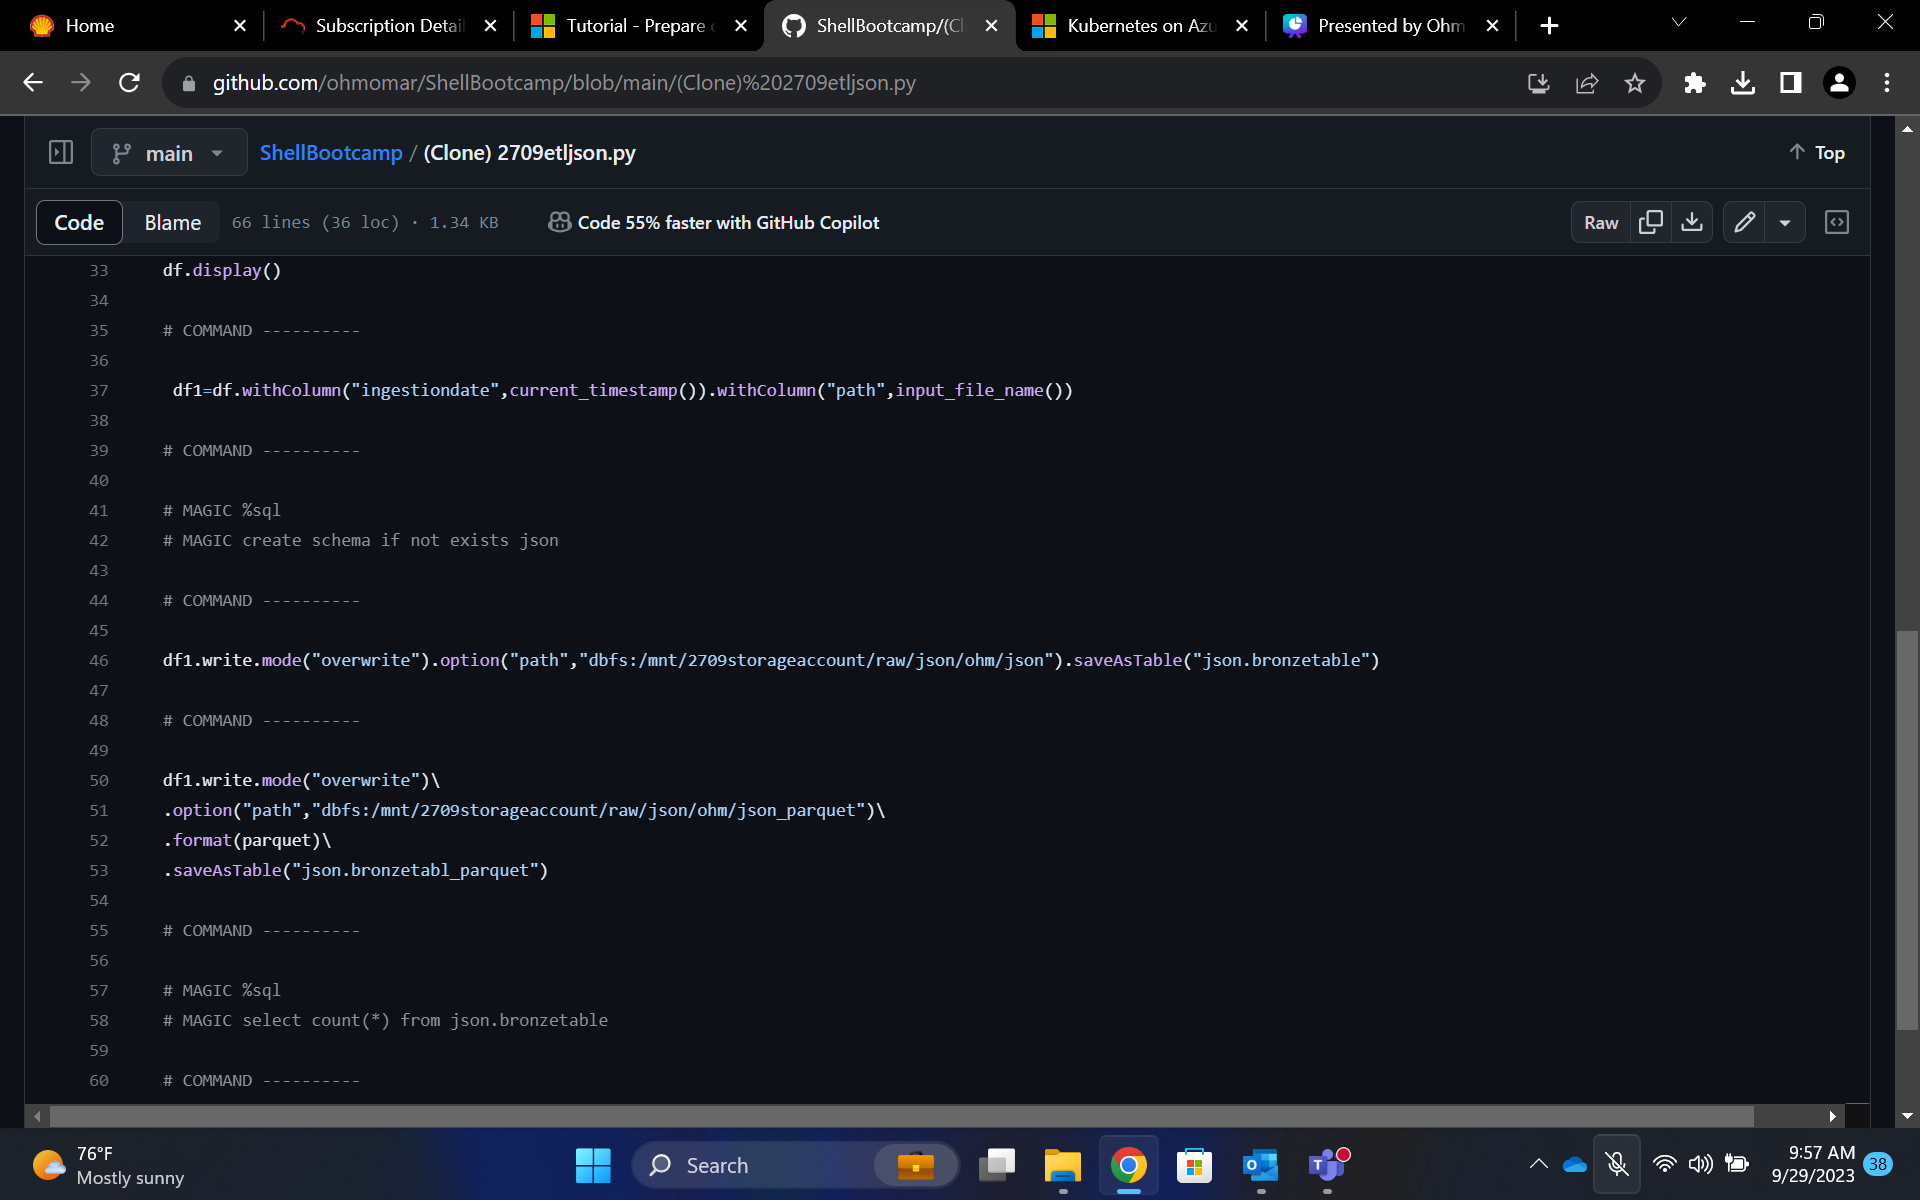 Home
Subscription Detail
Tutorial - Prepare
ShellBootcamp/(Cl
Kubernetes on Azu
Presented by Ohm
github.com/ohmomar/ShellBootcamp/blob/main/(Clone)%202709etljson.py
main
ShellBootcamp / (Clone) 2709etljson.py
Top
Code
Blame
66 lines (36 loc) · 1.34 KB
Code 55% faster with GitHub Copilot
Raw
33 df.display()
34
35 # COMMAND ----------
36
37 df1=df.withColumn("ingestiondate",current_timestamp()).withColumn("path",input_file_name())
38
39 # COMMAND ----------
40
41 # MAGIC %sql
42 # MAGIC create schema if not exists json
43
44 # COMMAND ----------
45
46 df1.write.mode("overwrite").option("path","dbfs:/mnt/2709storageaccount/raw/json/ohm/json").saveAsTable("json.bronzetable")
47
48 # COMMAND ----------
49
50 df1.write.mode("overwrite")\
51 .option("path","dbfs:/mnt/2709storageaccount/raw/json/ohm/json_parquet")\
52 .format(parquet)\
53 .saveAsTable("json.bronzetabl_parquet")
54
55 # COMMAND ----------
56
57 # MAGIC %sql
58 # MAGIC select count(*) from json.bronzetable
59
60 # COMMAND ----------
76°F
Mostly sunny
Search
9:57 AM
9/29/2023
38